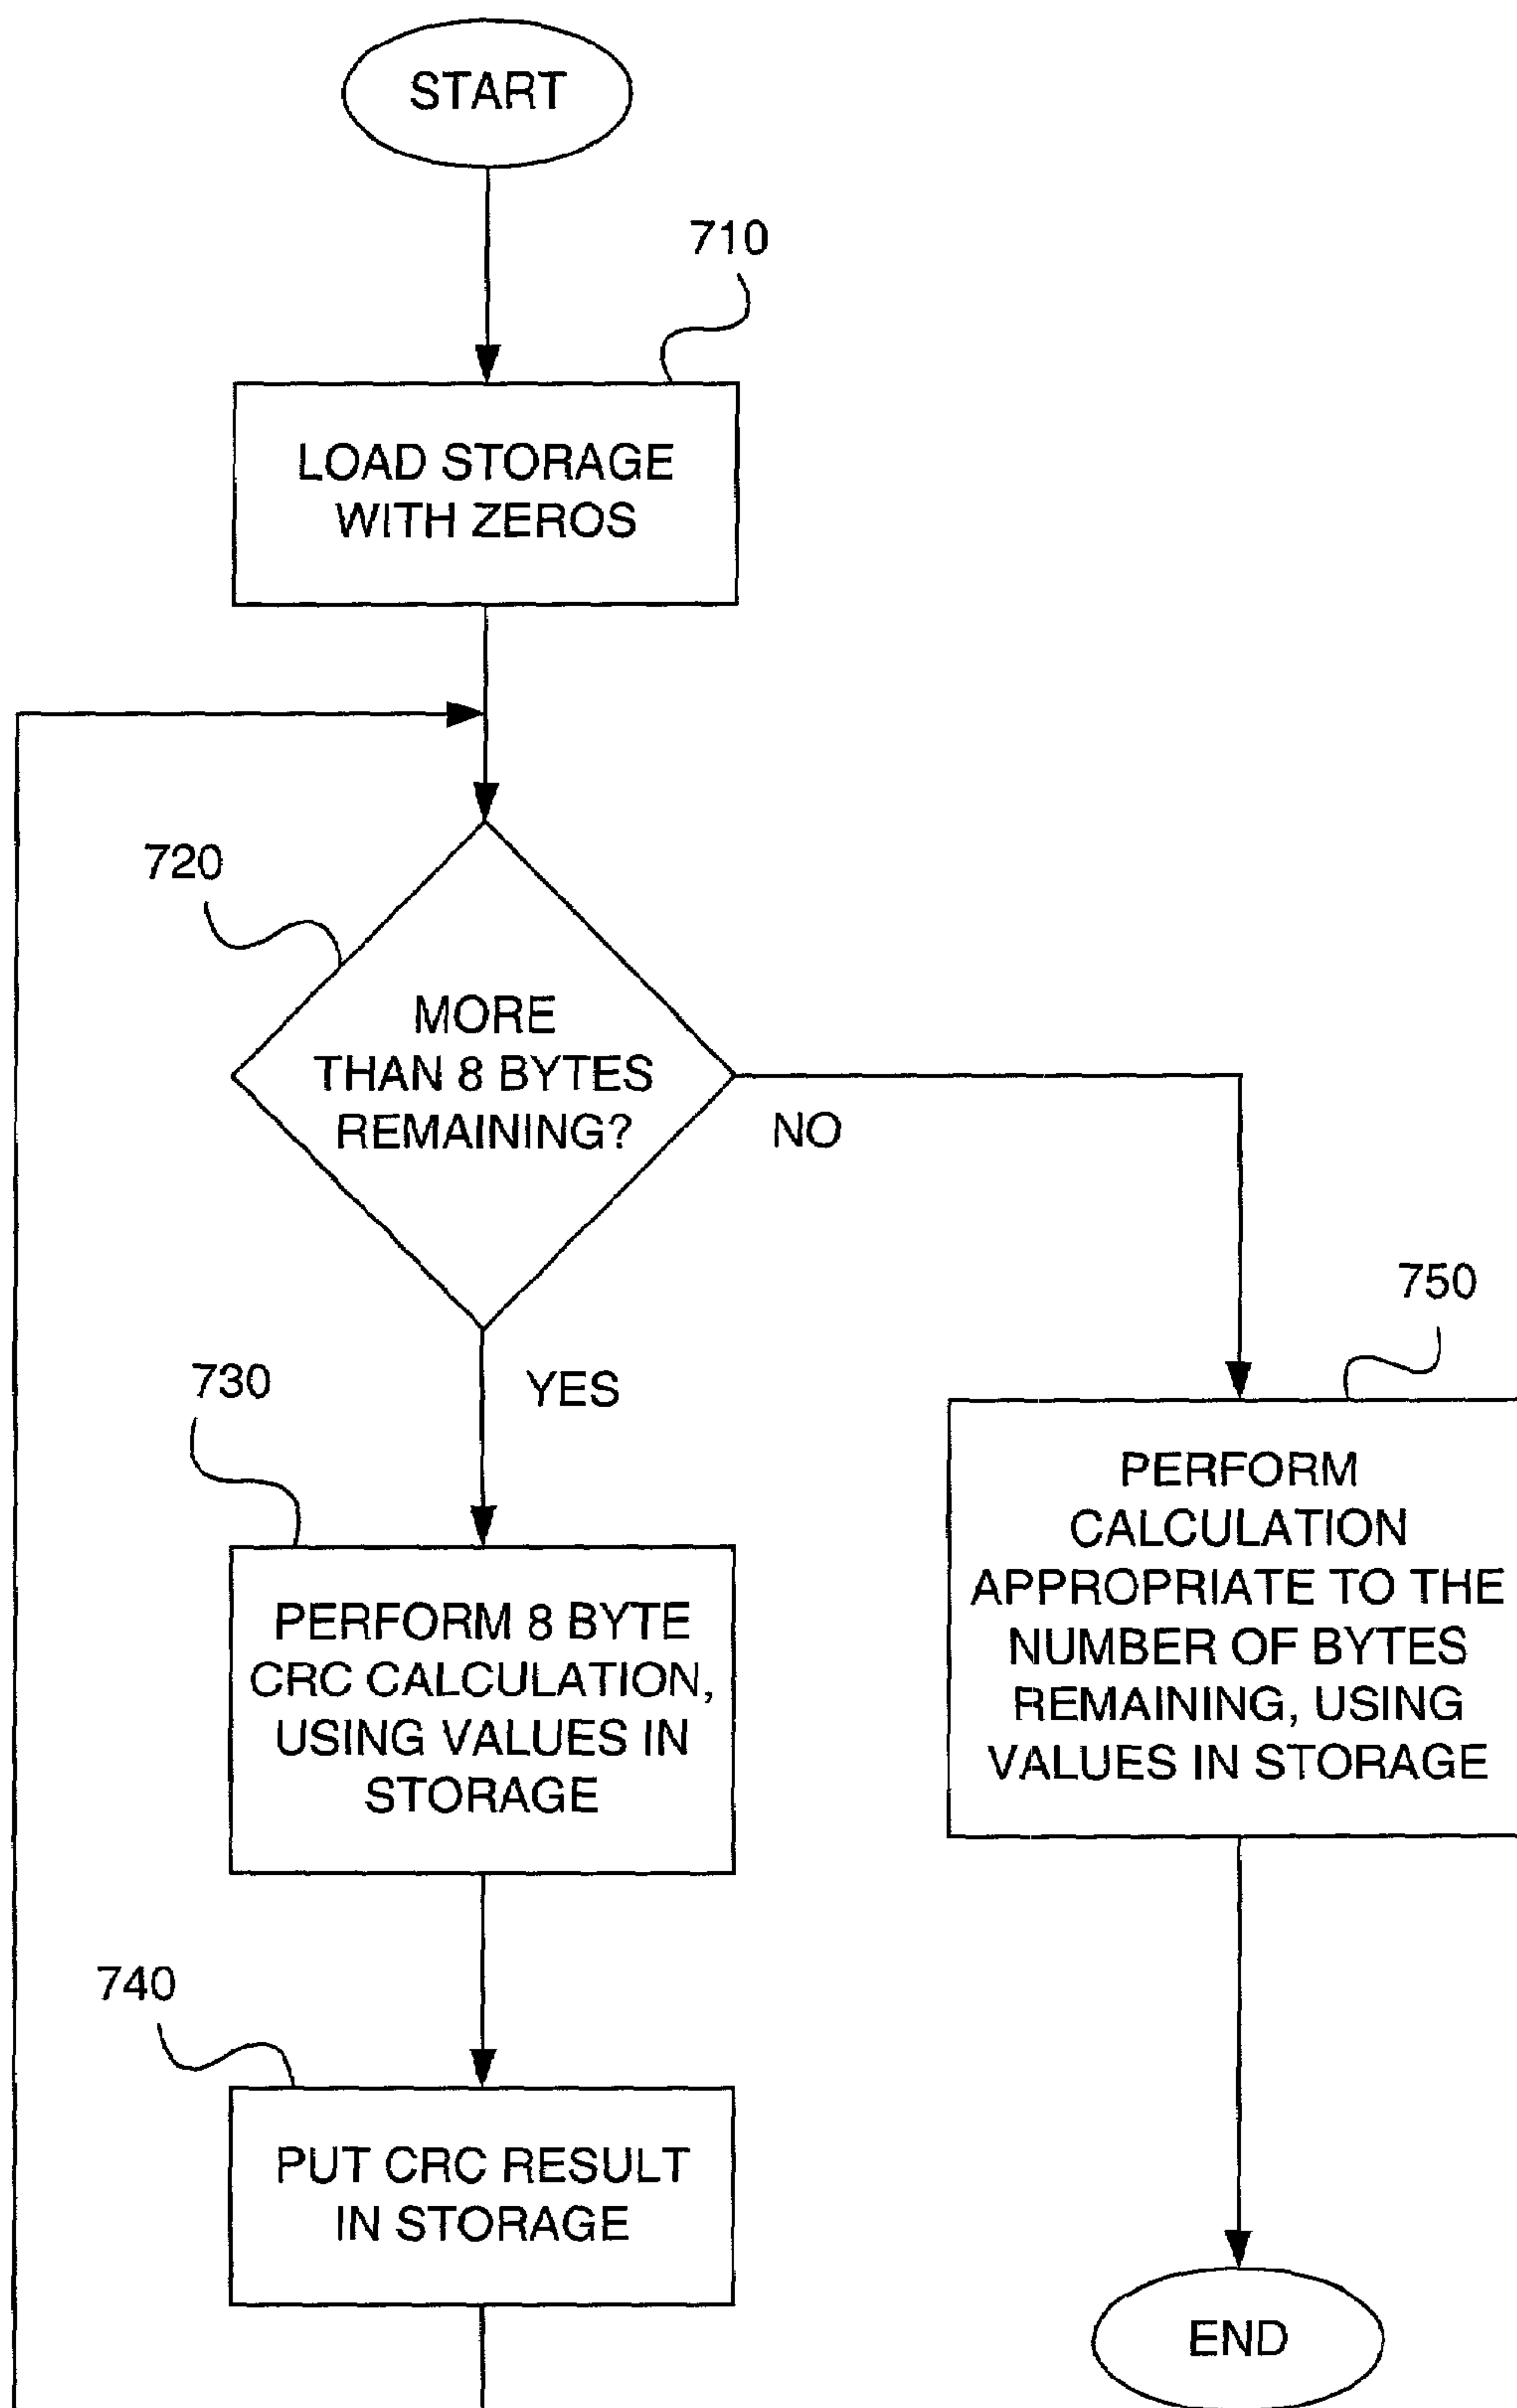 START
710
LOAD STORAGE
WITH ZEROS
720
MORE
THAN 8 BYTES
REMAINING?
NO
750
730
YES
PERFORM
CALCULATION
APPROPRIATE TO THE
NUMBER OF BYTES
REMAINING, USING
VALUES IN STORAGE
PERFORM 8 BYTE
CRC CALCULATION,
USING VALUES IN
STORAGE
740
PUT CRC RESULT
IN STORAGE
END